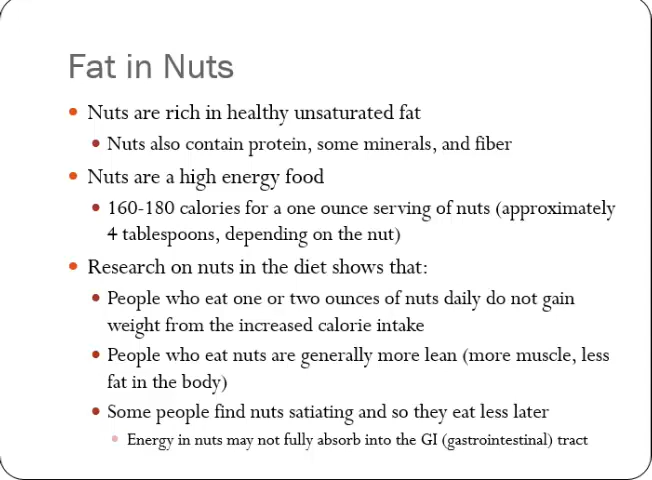 Fat in Nuts
Nuts are rich in healthy unsaturated fat
Nuts also contain protein, some minerals, and fiber
Nuts are a high energy food
160-180 calories for a one ounce serving of nuts (approximately
4 tablespoons, depending on the nut)
Research on nuts in the diet shows that:
People who eat one or two ounces of nuts daily do not gain
weight from the increased calorie intake
People who eat nuts are generally more lean (more muscle, less
fat in the body)
Some people find nuts satiating and so they eat less later
Energy in nuts may not fully absorb into the GI (gastrointestinal) tract